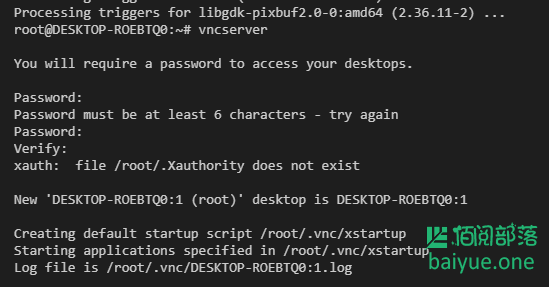 Processing triggers for libgdk-pixbuf2.0-0:amd64 (2.36.11-2) ...
root@DESKTOP-ROEBTQ0:~# vncserver
You will require a password to access your desktops.
Password:
Password must be at least 6 characters - try again
Password:
Verify:
xauth:  file /root/.Xauthority does not exist
New 'DESKTOP-ROEBTQ0:1 (root)' desktop is DESKTOP-ROEBTQ0:1
Creating default startup script /root/.vnc/xstartup
Starting applications specified in /root/.vnc/xstartup
Log file is /root/.vnc/DESKTOP-ROEBTQ0:1.log
佰阅部落
baiyue.one